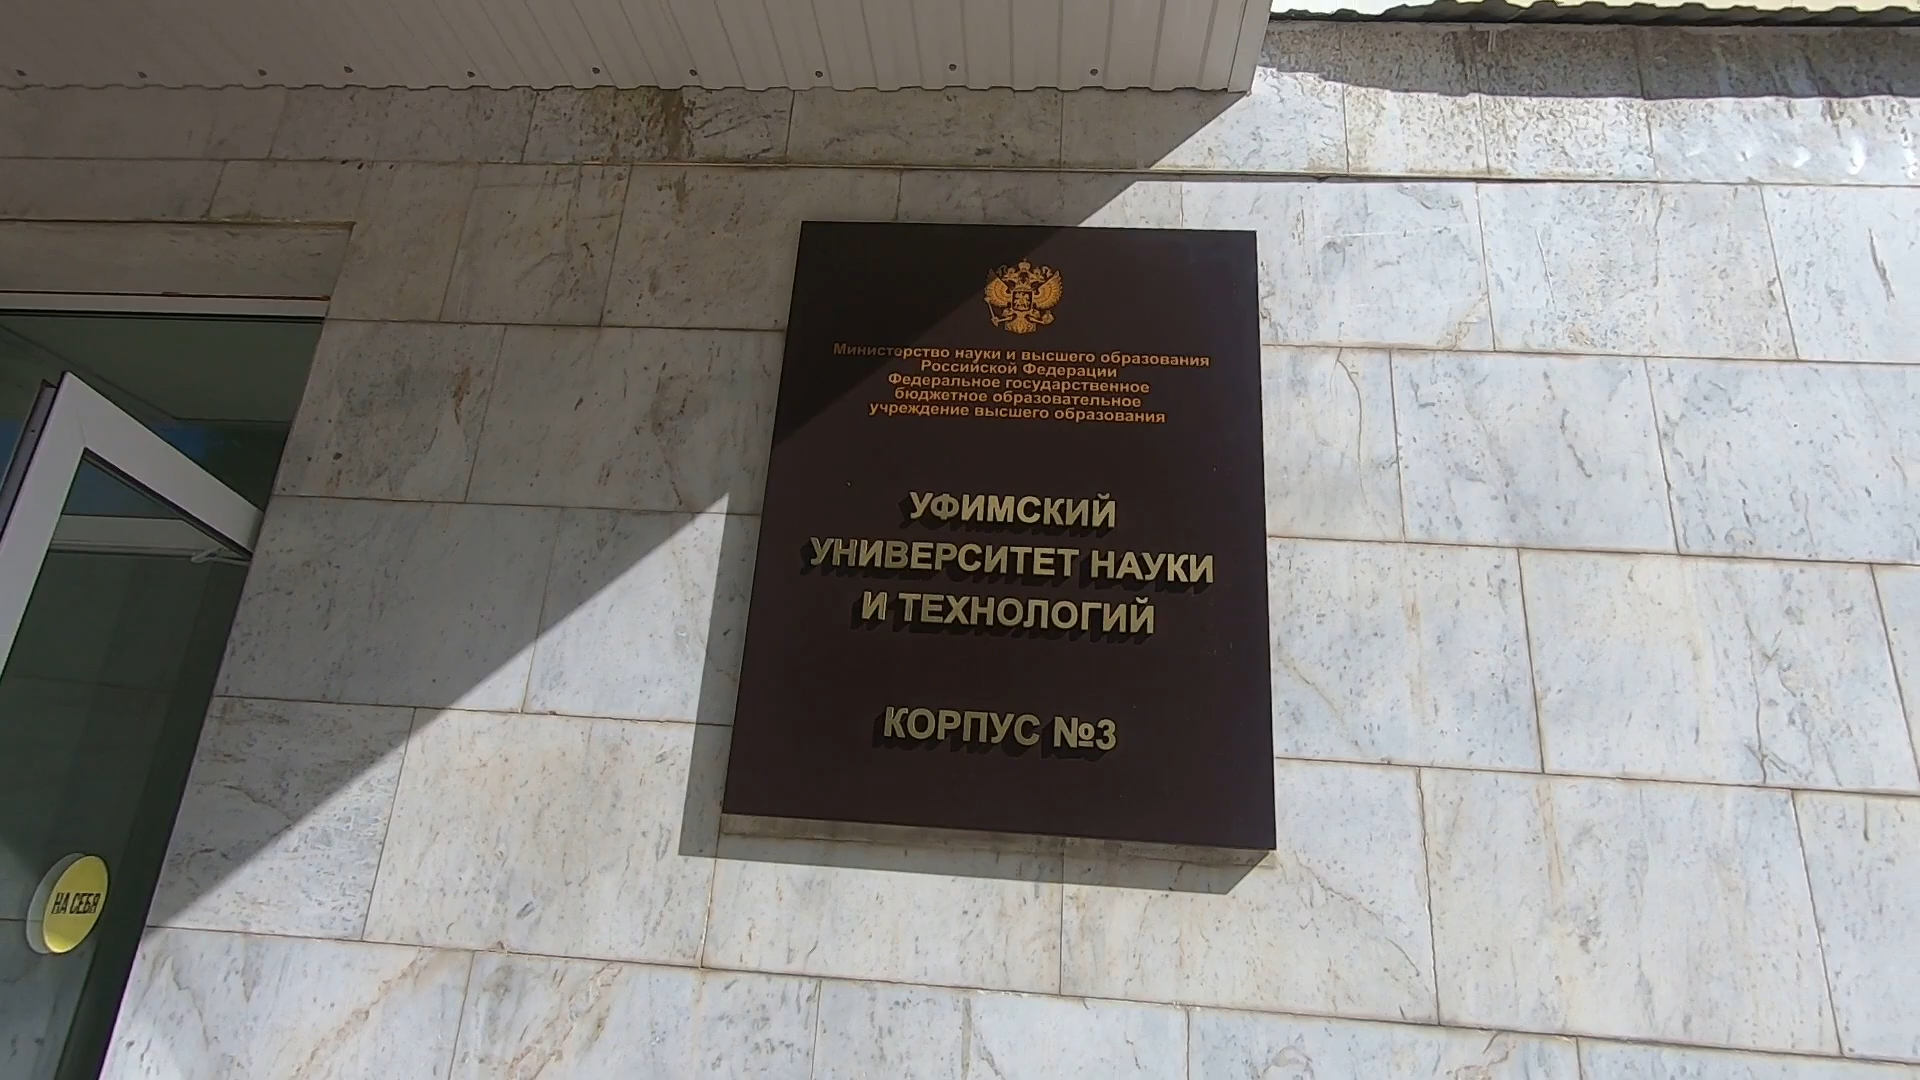 Министорство науки и высшего образования
Российской Федерации
Федеральное государственное
бюджетное образовательное
учреждение высшего образования
УФИМСКИЙ
УНИВЕРСИТЕТ НАУКИ
И ТЕХНОЛОГИЙ
КОРПУС №3
НА СЕБЯ